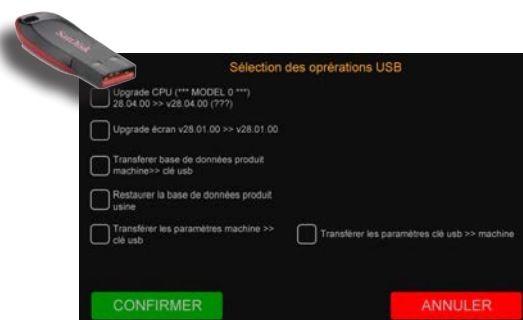 SanDisk
Sélection des oprérations USB
Upgrade CPU (*** MODEL 0 ***)
28.04.00 >> v28.04.00 (???)
Upgrade écran v28.01.00 >> v28.01.00
Transferer base de données produit
machine>> clé usb
Restaurer la base de données produit
usine
Transférer les paramètres machine >>
clé usb
Transférer les paramètres clé usb >> machine
CONFIRMER
ANNULER